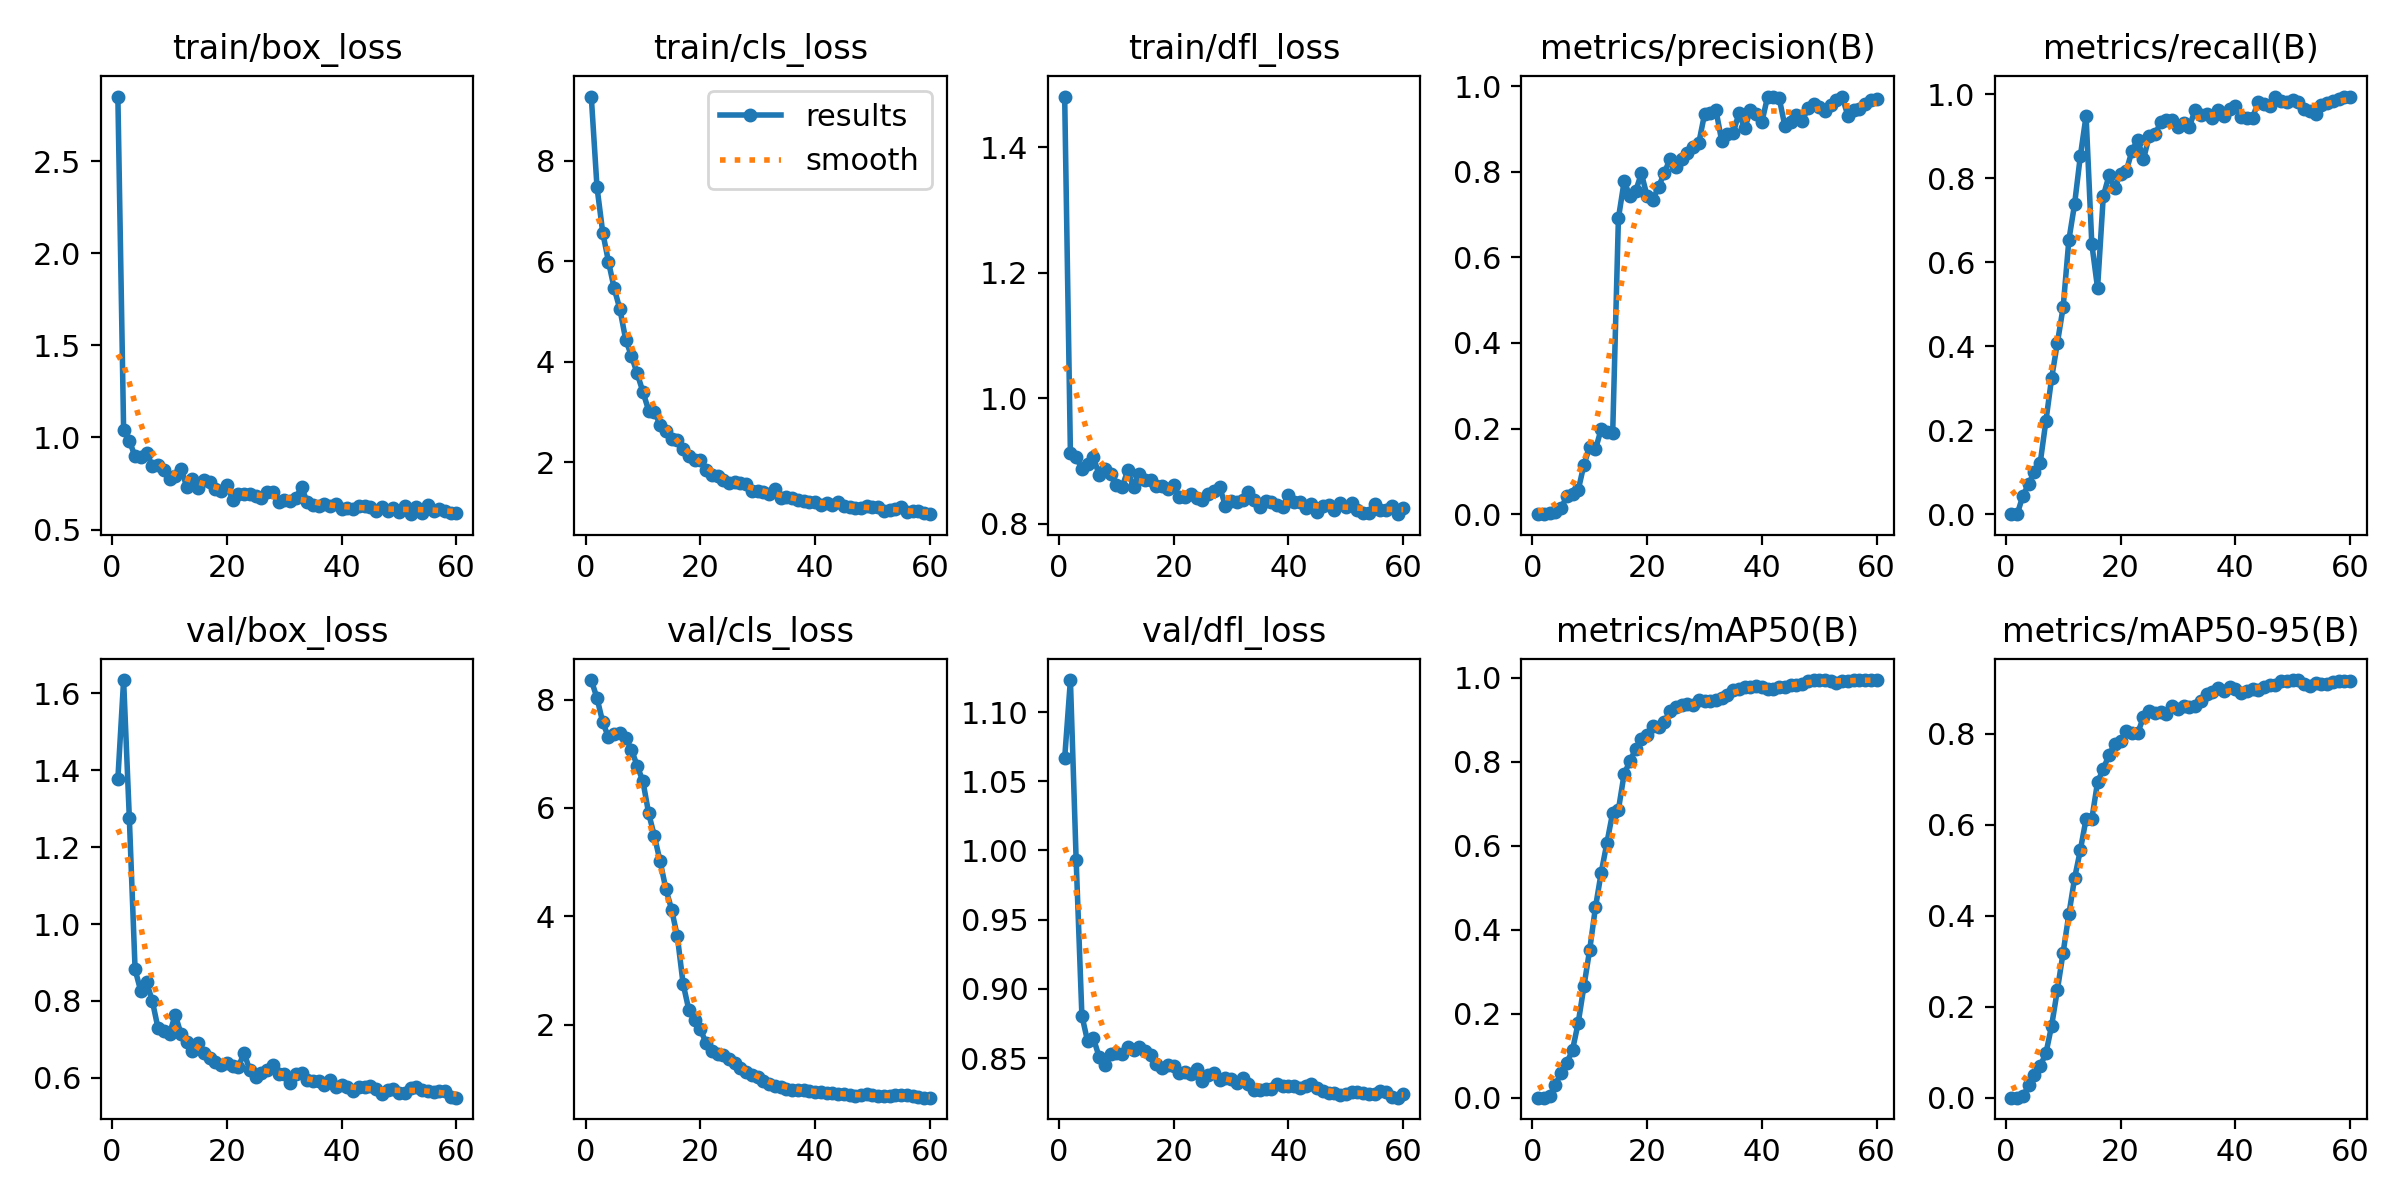 train/box_loss
train/cls_loss
train/dfl_loss
metrics/precision(B)
metrics/recall(B)
2.5
2.0
1.5
1.0
0.5
0 20 40 60
results
smooth
8
6
4
2
0 20 40 60
1.4
1.2
1.0
0.8
0 20 40 60
1.0
0.8
0.6
0.4
0.2
0.0
0 20 40 60
1.0
0.8
0.6
0.4
0.2
0.0
0 20 40 60
val/box_loss
val/cls_loss
val/dfl_loss
metrics/mAP50(B)
metrics/mAP50-95(B)
1.6
1.4
1.2
1.0
0.8
0.6
0 20 40 60
8
6
4
2
0 20 40 60
1.10
1.05
1.00
0.95
0.90
0.85
0 20 40 60
1.0
0.8
0.6
0.4
0.2
0.0
0 20 40 60
0.8
0.6
0.4
0.2
0.0
0 20 40 60